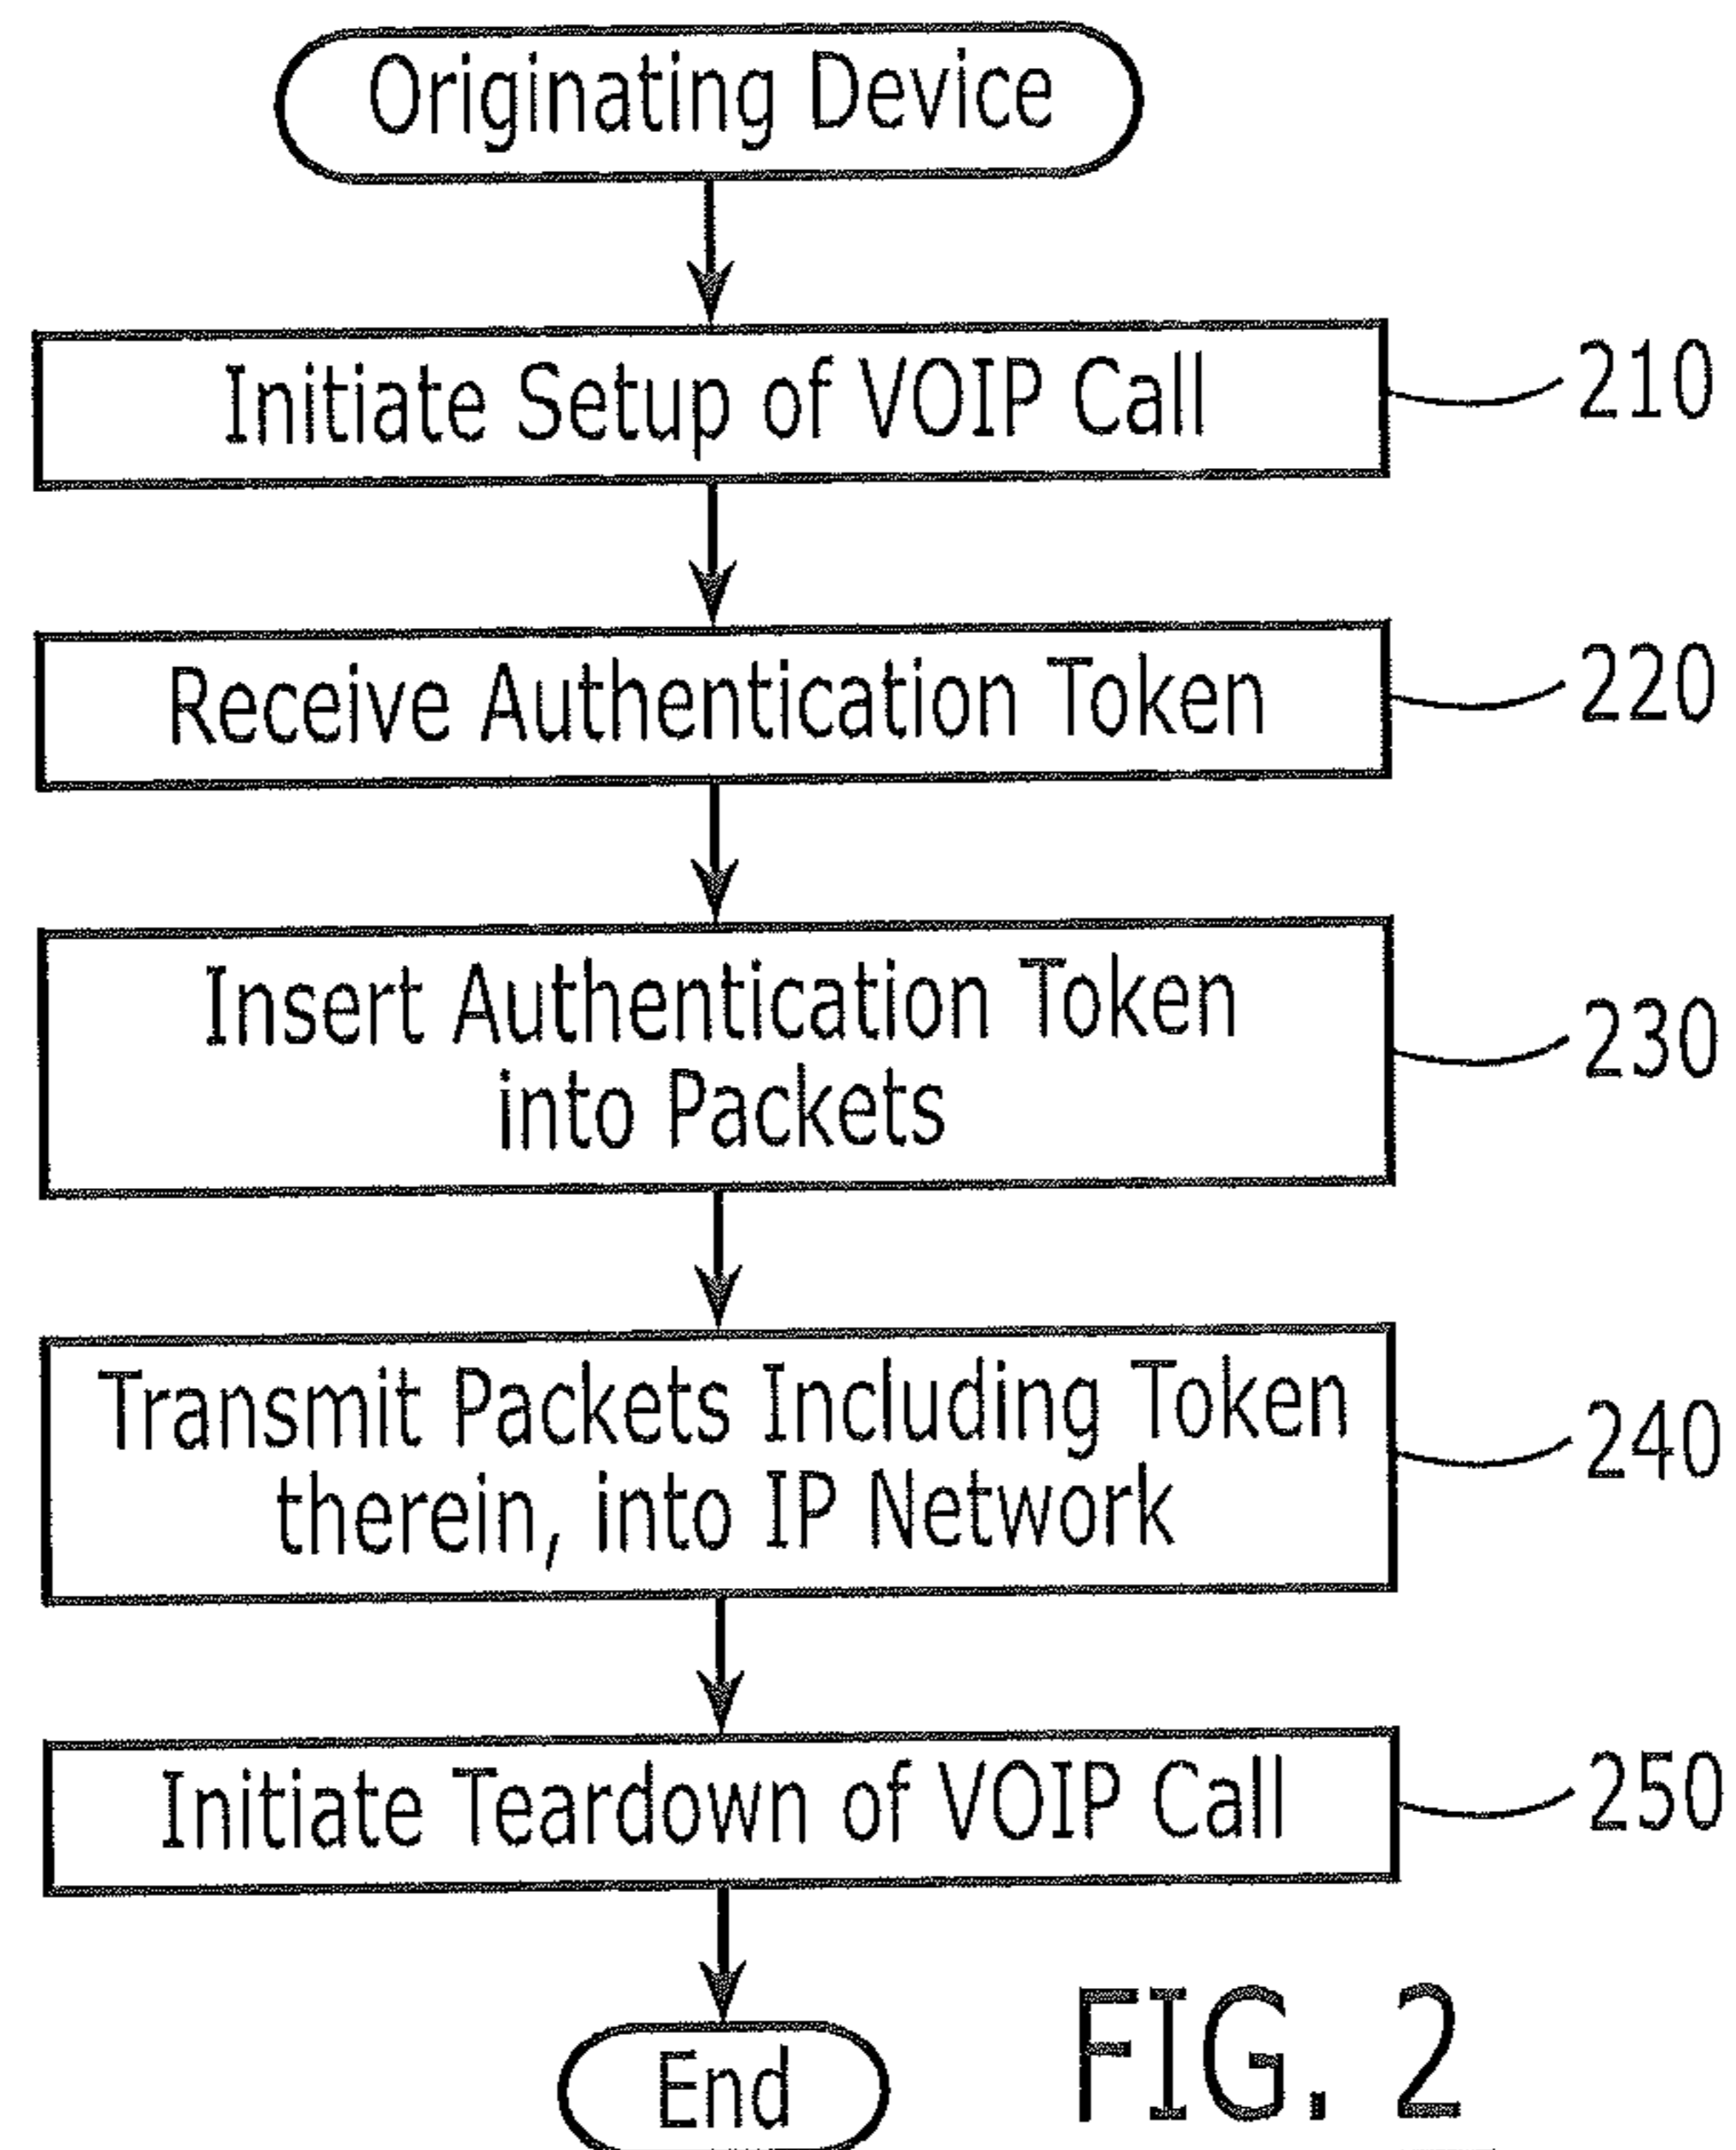 Originating Device
Initiate Setup of VOIP Call
210
Receive Authentication Token
220
Insert Authentication Token
into Packets
230
Transmit Packets Including Token
therein, into IP Network
240
Initiate Teardown of VOIP Call
250
End
FIG. 2